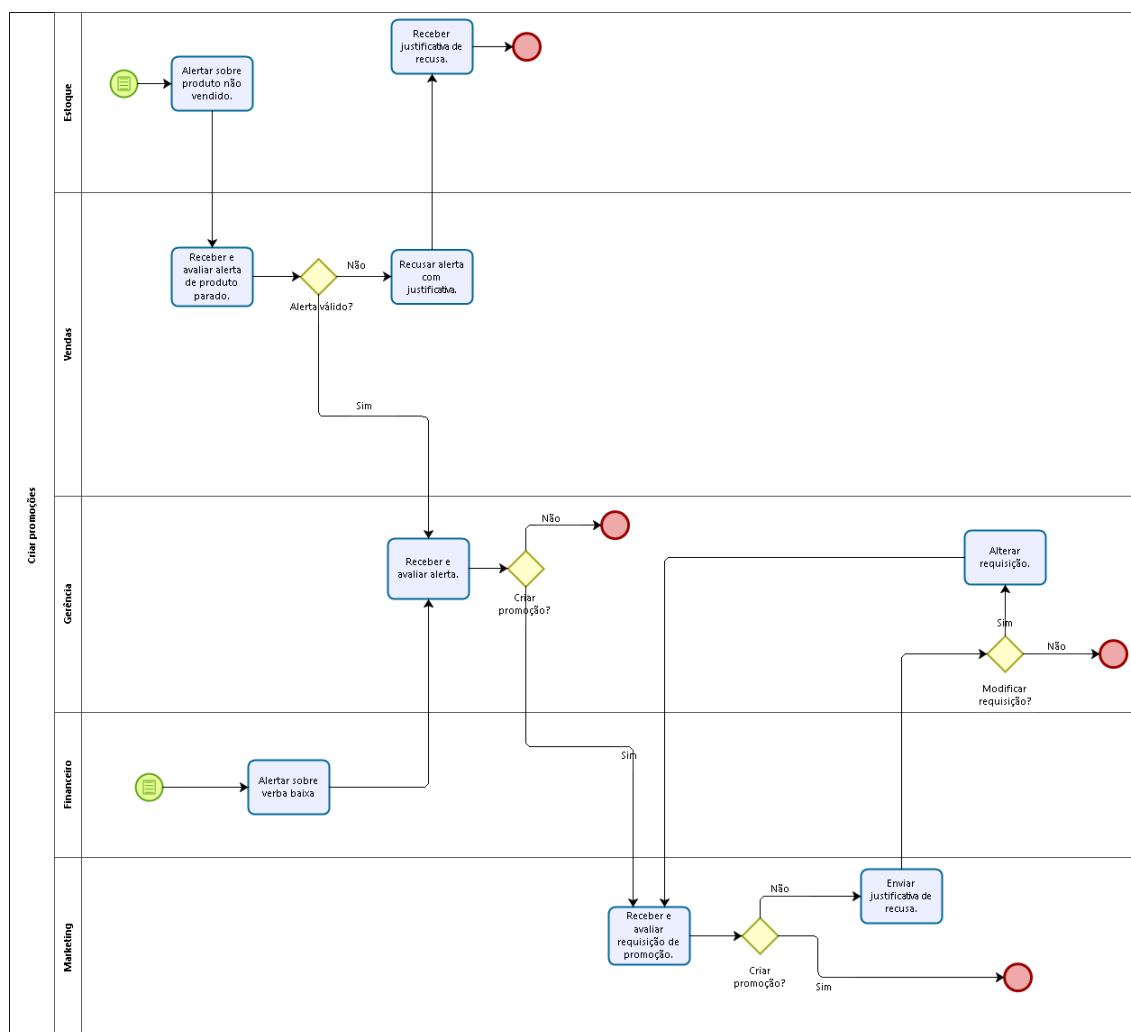 Criar promoções
Estoque
Alertar sobre
produto não
vendido.
Receber
justificativa de
recusa.
Vendas
Receber e
avaliar alerta
de produto
parado.
Alerta válido?
Não
Recusar alerta
com
justificativa.
Sim
Gerência
Receber e
avaliar alerta.
Criar
promoção?
Não
Alterar
requisição.
Sim
Modificar
requisição?
Não
Financeiro
Alertar sobre
verba baixa
Sim
Marketing
Receber e
avaliar
requisição de
promoção.
Criar
promoção?
Não
Enviar
justificativa de
recusa.
Sim